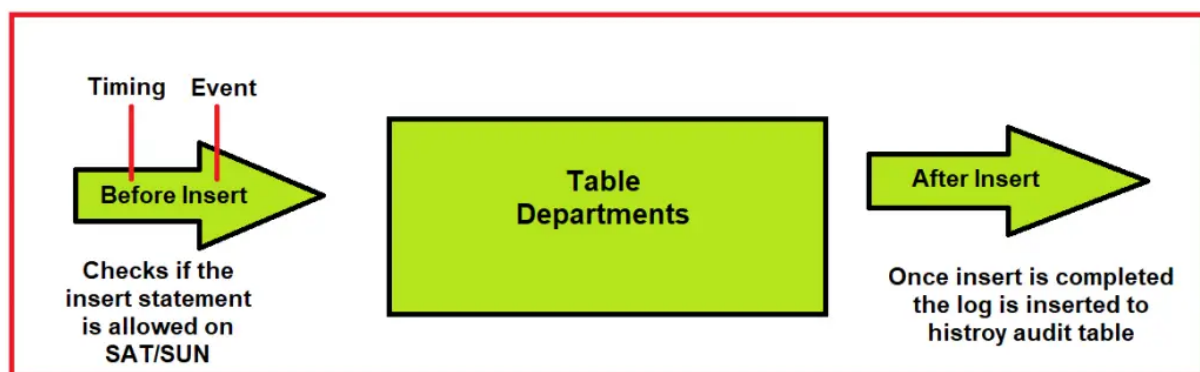 Timing Event
Before Insert
Checks if the
insert statement
is allowed on
SAT/SUN
Table
Departments
After Insert
Once insert is completed
the log is inserted to
histroy audit table